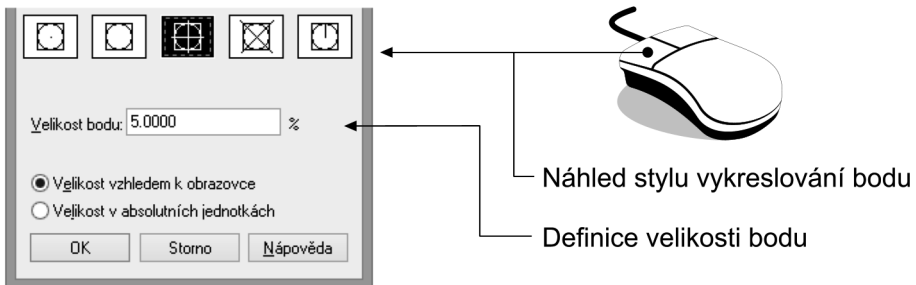 Velikost bodu: 5.0000 %
Velikost vzhledem k obrazovce
Velikost v absolutních jednotkách
OK Storno Nápověda
Náhled stylu vykreslování bodu
Definice velikosti bodu